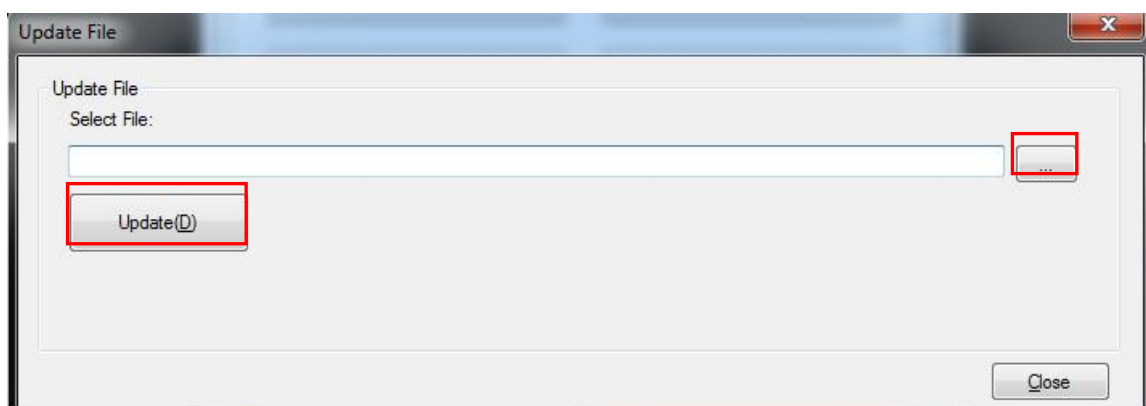 Update File
X
Update File
Select File:
...
Update(D)
Close